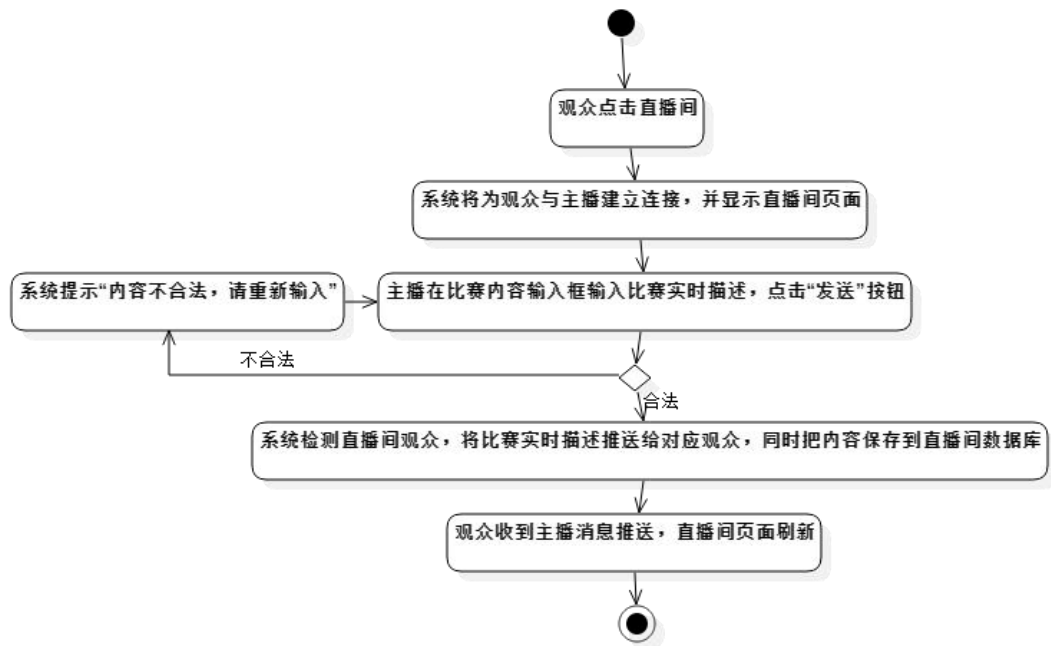 观众点击直播间
系统将为观众与主播建立连接，并显示直播间页面
系统提示“内容不合法，请重新输入”
主播在比赛内容输入框输入比赛实时描述，点击“发送”按钮
不合法
合法
系统检测直播间观众，将比赛实时描述推送给对应观众，同时把内容保存到直播间数据库
观众收到主播消息推送，直播间页面刷新